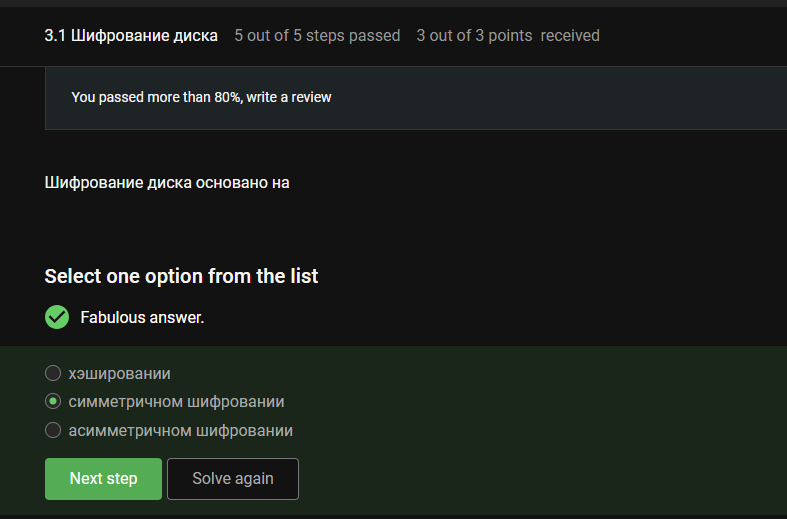 3.1 Шифрование диска 5 out of 5 steps passed 3 out of 3 points received
You passed more than 80%, write a review
Шифрование диска основано на
Select one option from the list
Fabulous answer.
хэшировании
симметричном шифровании
асимметричном шифровании
Next step Solve again